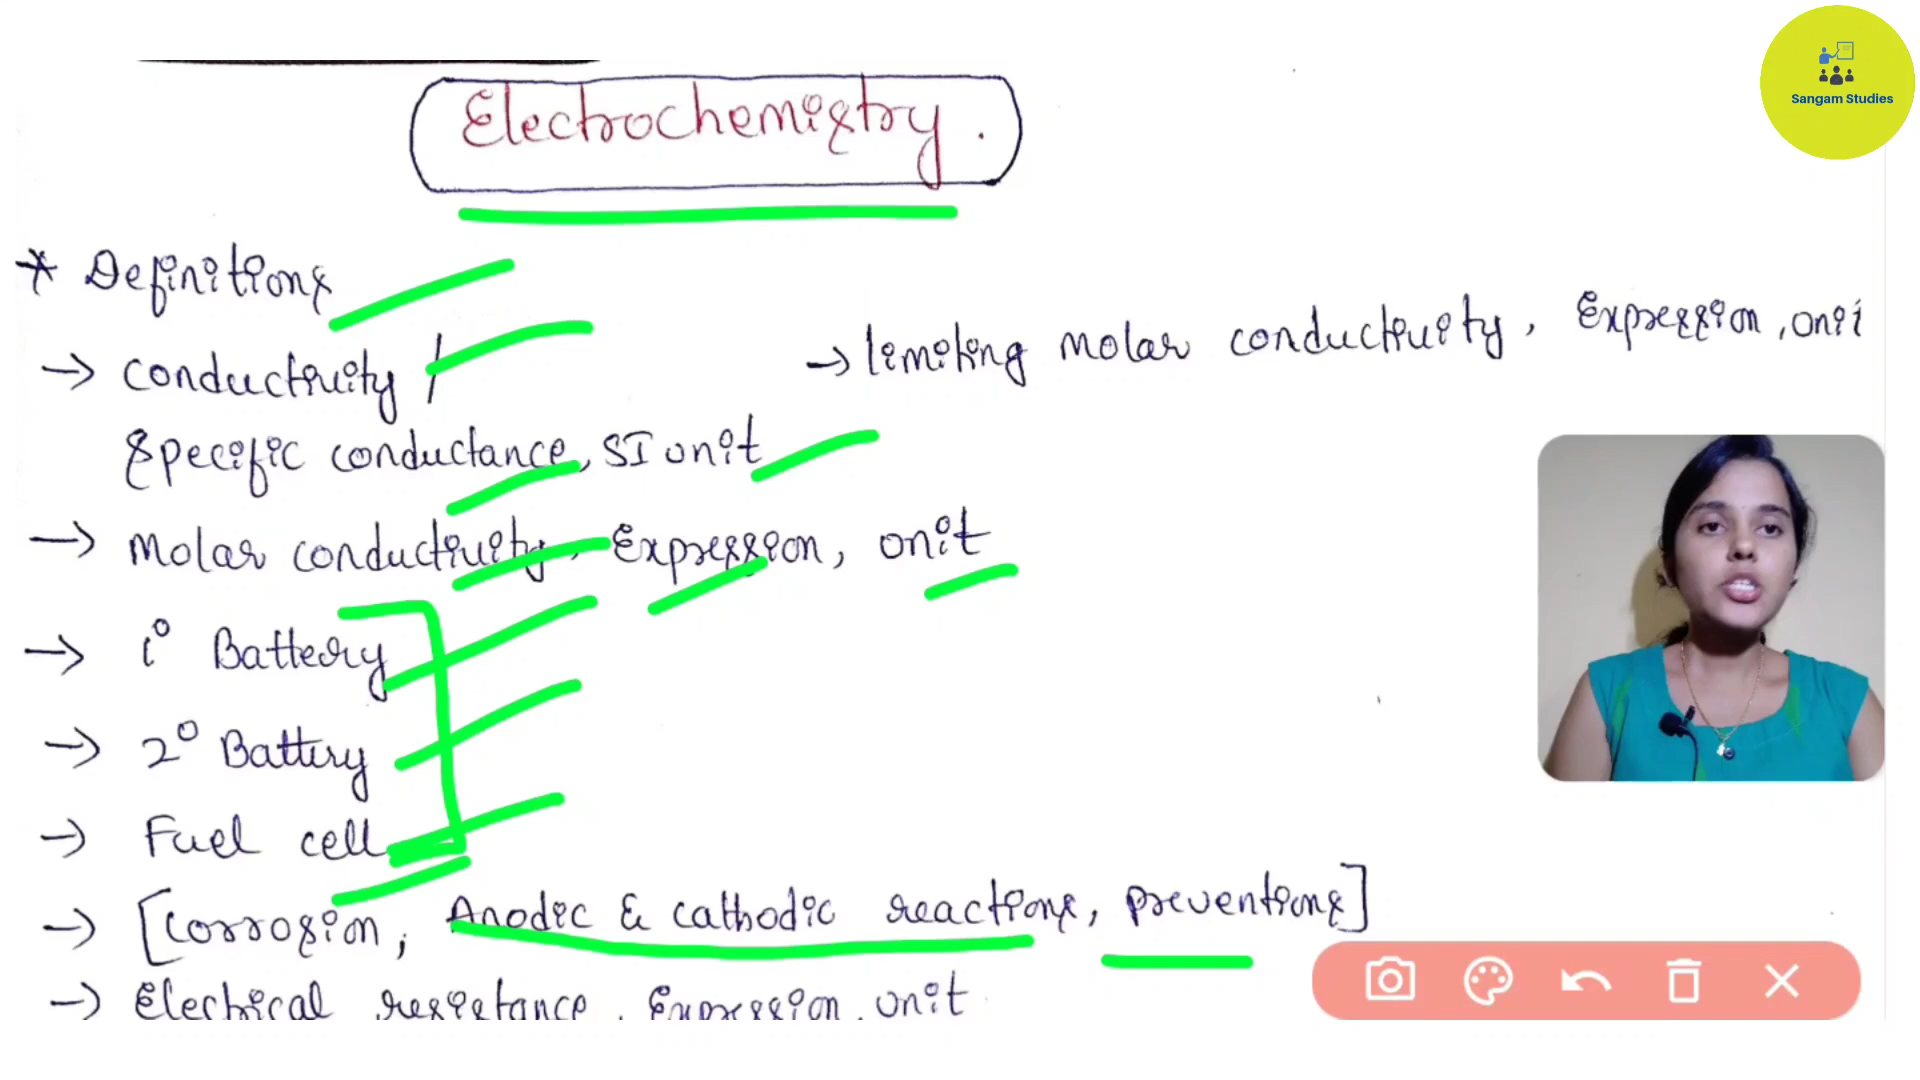 Sangam Studies
Electrochemistry.
* Definitions
→ Conductivity /
Specific conductance, SI unit
→ Molar conductivity, Expression, unit
→ 1° Battery
→ 2° Battery
→ Fuel cell
→ [Corrosion, Anodic & cathodic reactions, preventions]
→ Electrical resistance, Expression, unit
→ limiting molar conductivity, Expression, unit